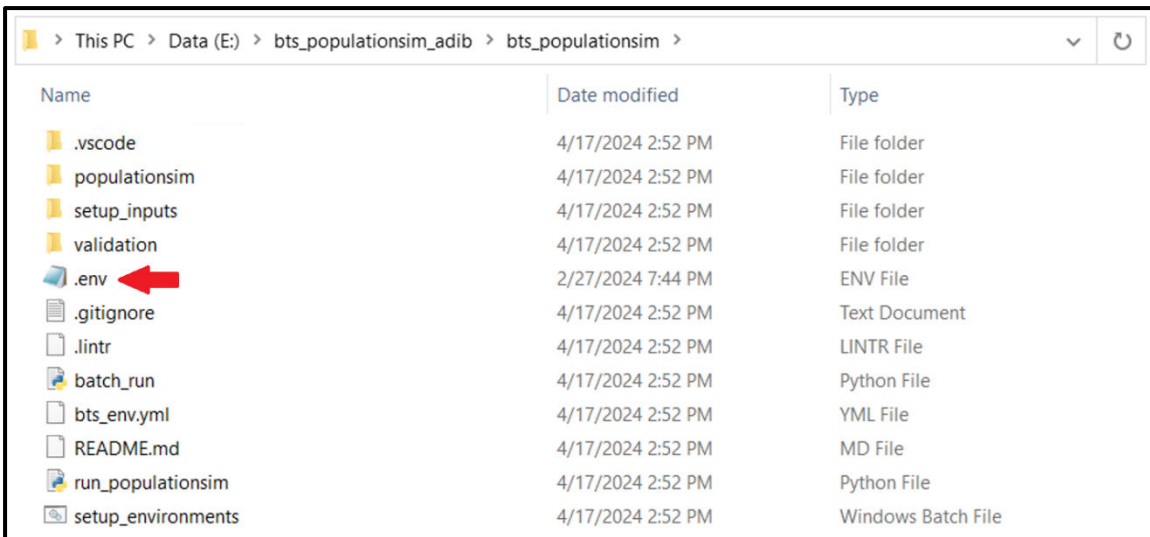 This PC > Data (E:) > bts_populationsim_adib > bts_populationsim >
Name Date modified Type
.vscode 4/17/2024 2:52 PM File folder
populationsim 4/17/2024 2:52 PM File folder
setup_inputs 4/17/2024 2:52 PM File folder
validation 4/17/2024 2:52 PM File folder
.env 2/27/2024 7:44 PM ENV File
.gitignore 4/17/2024 2:52 PM Text Document
.lintr 4/17/2024 2:52 PM LINTR File
batch_run 4/17/2024 2:52 PM Python File
bts_env.yml 4/17/2024 2:52 PM YML File
README.md 4/17/2024 2:52 PM MD File
run_populationsim 4/17/2024 2:52 PM Python File
setup_environments 4/17/2024 2:52 PM Windows Batch File